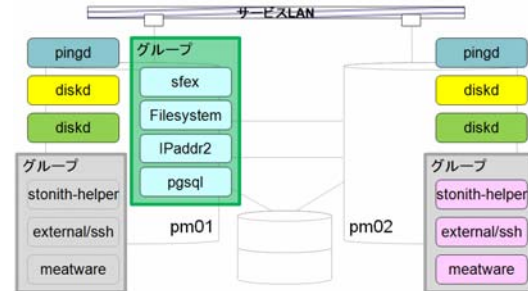 サービスLAN
pingd
diskd
diskd
グループ
stonith-helper
external/ssh
meatware
グループ
sfex
Filesystem
IPaddr2
pgsql
pm01
pm02
pingd
diskd
diskd
グループ
stonith-helper
external/ssh
meatware